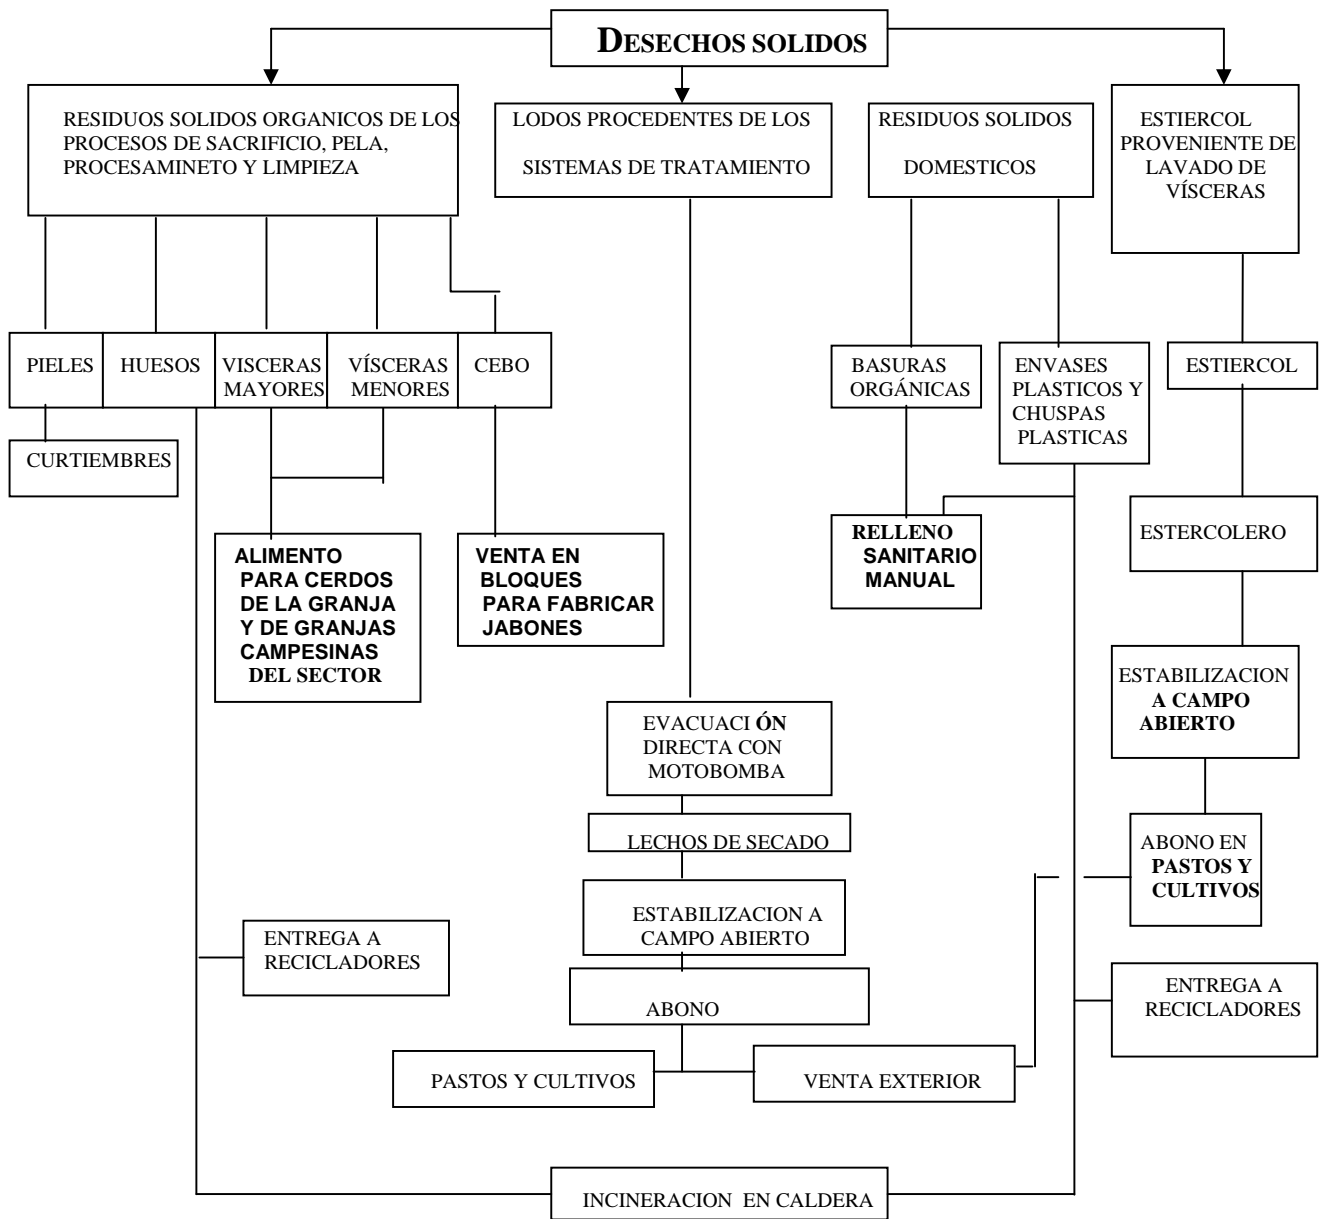 DESECHOS SOLIDOS
RESIDUOS SOLIDOS ORGANICOS DE LOS
PROCESOS DE SACRIFICIO, PELA,
PROCESAMINETO Y LIMPIEZA
LODOS PROCEDENTES DE LOS
SISTEMAS DE TRATAMIENTO
RESIDUOS SOLIDOS
DOMESTICOS
ESTIERCOL
PROVENIENTE DE
LAVADO DE
VÍSCERAS
PIELES
HUESOS
VISCERAS
MAYORES
VÍSCERAS
MENORES
CEBO
BASURAS
ORGÁNICAS
ENVASES
PLASTICOS Y
CHUSPAS
PLASTICAS
ESTIERCOL
CURTIEMBRES
ALIMENTO
PARA CERDOS
DE LA GRANJA
Y DE GRANJAS
CAMPESINAS
DEL SECTOR
VENTA EN
BLOQUES
PARA FABRICAR
JABONES
RELLENO
SANITARIO
MANUAL
ESTERCOLERO
ESTABILIZACION
A CAMPO
ABIERTO
EVACUACI ÓN
DIRECTA CON
MOTOBOMBA
LECHOS DE SECADO
ABONO EN
PASTOS Y
CULTIVOS
ESTABILIZACION A
CAMPO ABIERTO
ENTREGA A
RECICLADORES
ABONO
ENTREGA A
RECICLADORES
PASTOS Y CULTIVOS
VENTA EXTERIOR
INCINERACION EN CALDERA